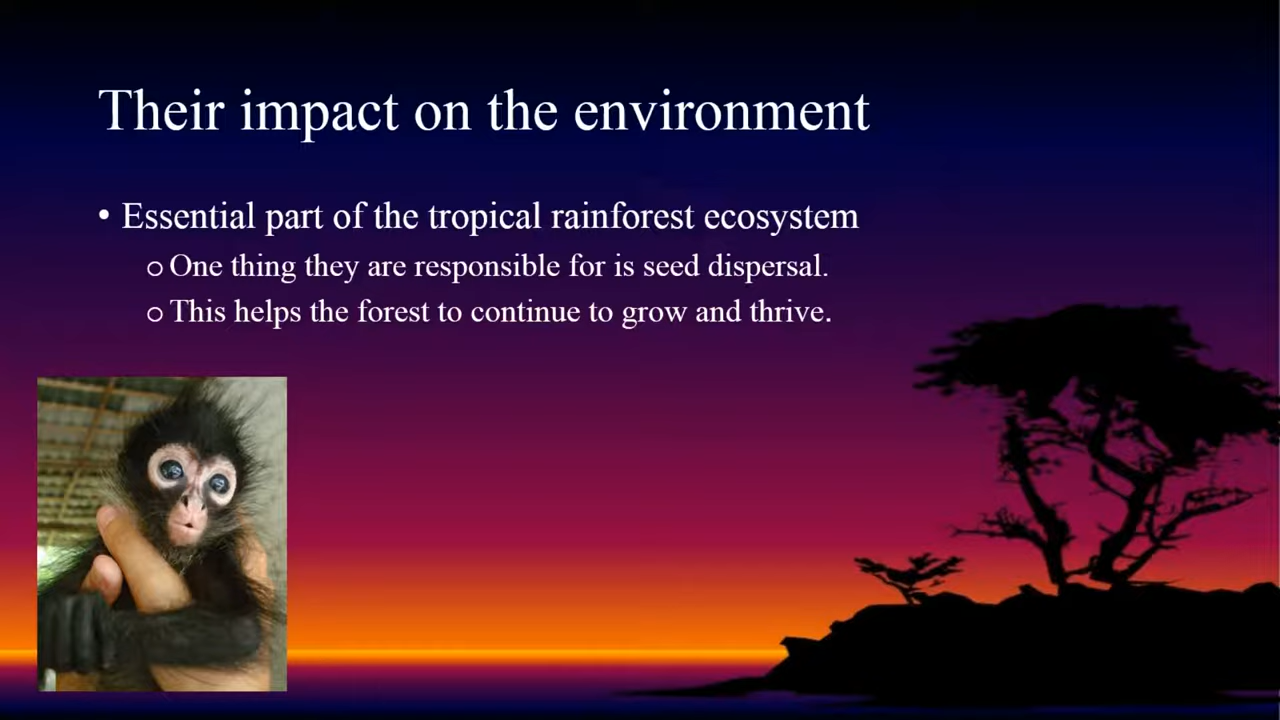 Their impact on the environment
• Essential part of the tropical rainforest ecosystem
o One thing they are responsible for is seed dispersal.
o This helps the forest to continue to grow and thrive.